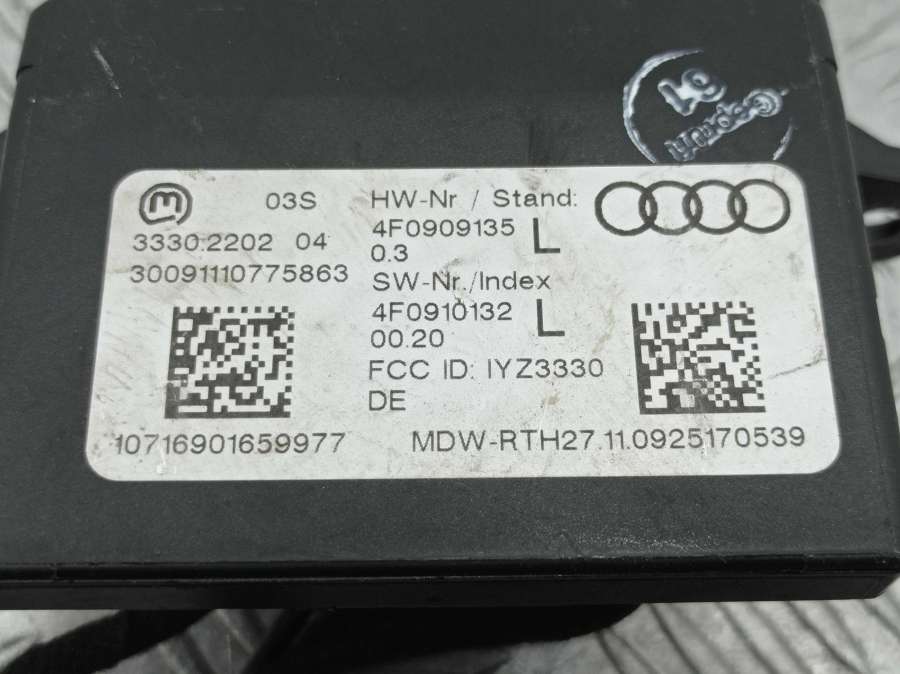 03S
3330.2202 04
30091110775863
HW-Nr / Stand:
4F0909135 L
0.3
SW-Nr./Index
4F0910132 L
00.20
FCC ID: IYZ3330
DE
10716901659977
MDW-RTH27.11.0925170539